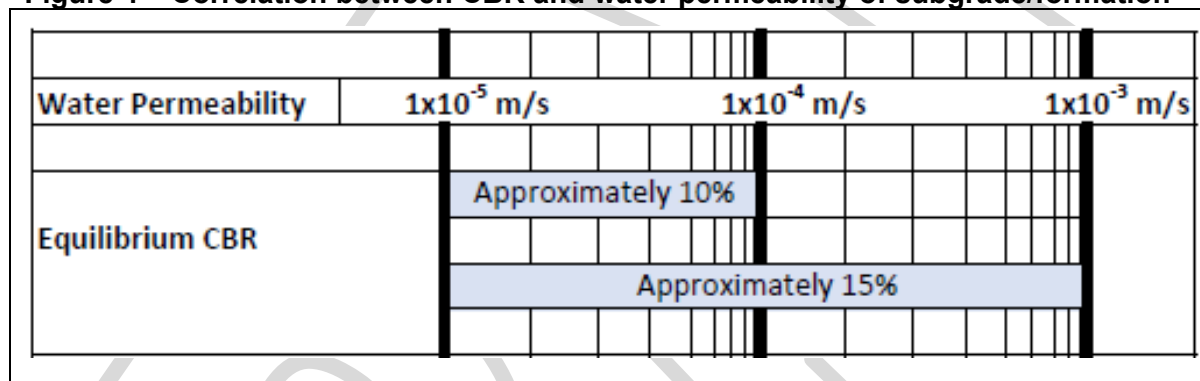 Figure 1 – Correlation between CBR and water permeability of subgrade/formation
Water Permeability 1x10⁻⁵ m/s 1x10⁻⁴ m/s 1x10⁻³ m/s
Approximately 10%
Equilibrium CBR
Approximately 15%